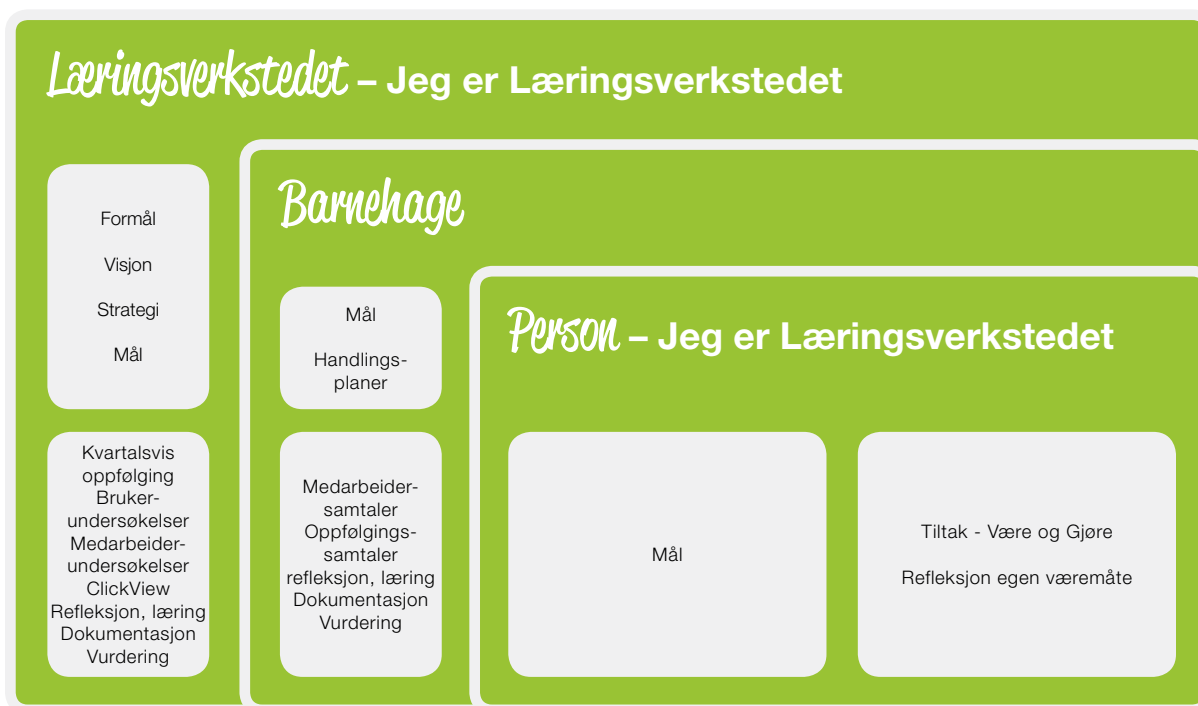 Læringsverkstedet – Jeg er Læringsverkstedet
Formål
Visjon
Strategi
Mål
Kvartalsvis
oppfølging
Bruker-
undersøkelser
Medarbeider-
undersøkelser
ClickView
Refleksjon, læring
Dokumentasjon
Vurdering
Barnehage
Mål
Handlings-
planer
Medarbeider-
samtaler
Oppfølgings-
samtaler
refleksjon, læring
Dokumentasjon
Vurdering
Person – Jeg er Læringsverkstedet
Mål
Tiltak - Være og Gjøre
Refleksjon egen væremåte